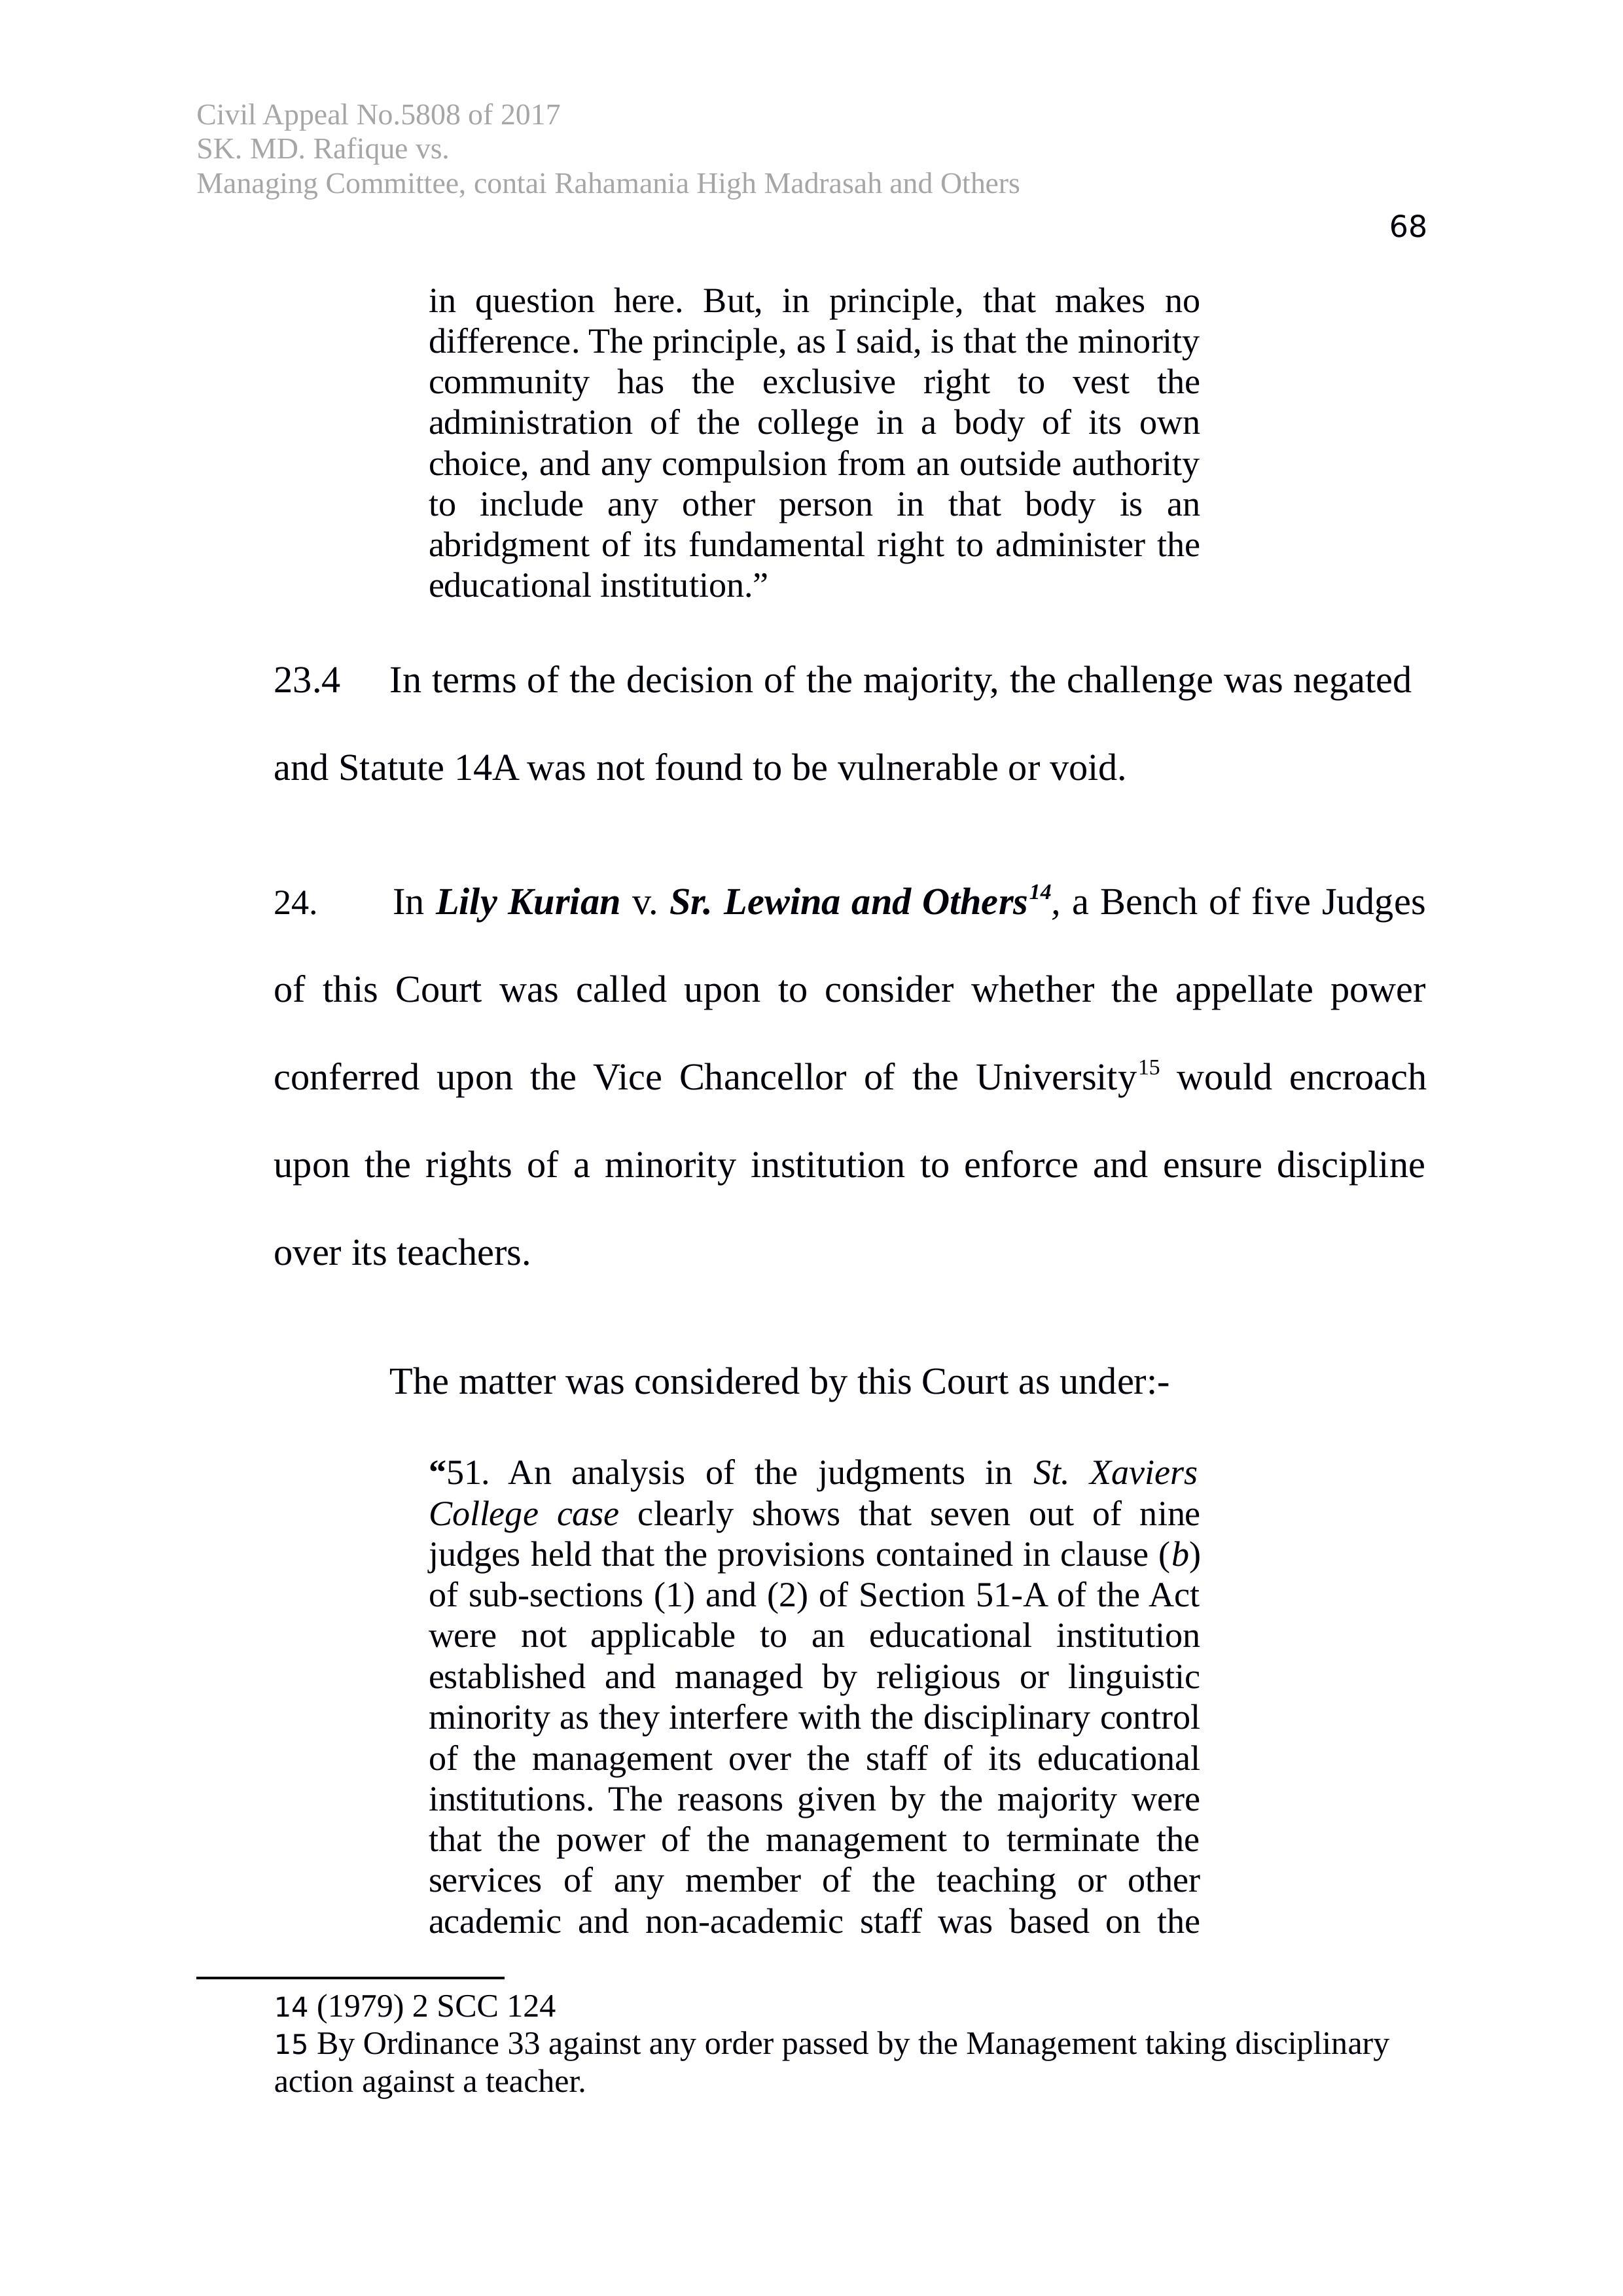 Civil Appeal No.5808 of 2017
SK. MD. Rafique vs.
Managing Committee, contai Rahamania High Madrasah and Others
68
in question here. But, in principle, that makes no
difference. The principle, as I said, is that the minority
community has the exclusive right to vest the
administration of the college in a body of its own
choice, and any compulsion from an outside authority
to include any other person in that body is an
abridgment of its fundamental right to administer the
educational institution.”
23.4 In terms of the decision of the majority, the challenge was negated
and Statute 14A was not found to be vulnerable or void.
24. In Lily Kurian v. Sr. Lewina and Others14, a Bench of five Judges
of this Court was called upon to consider whether the appellate power
conferred upon the Vice Chancellor of the University15 would encroach
upon the rights of a minority institution to enforce and ensure discipline
over its teachers.
The matter was considered by this Court as under:-
“51. An analysis of the judgments in St. Xaviers
College case clearly shows that seven out of nine
judges held that the provisions contained in clause (b)
of sub-sections (1) and (2) of Section 51-A of the Act
were not applicable to an educational institution
established and managed by religious or linguistic
minority as they interfere with the disciplinary control
of the management over the staff of its educational
institutions. The reasons given by the majority were
that the power of the management to terminate the
services of any member of the teaching or other
academic and non-academic staff was based on the
14 (1979) 2 SCC 124
15 By Ordinance 33 against any order passed by the Management taking disciplinary
action against a teacher.